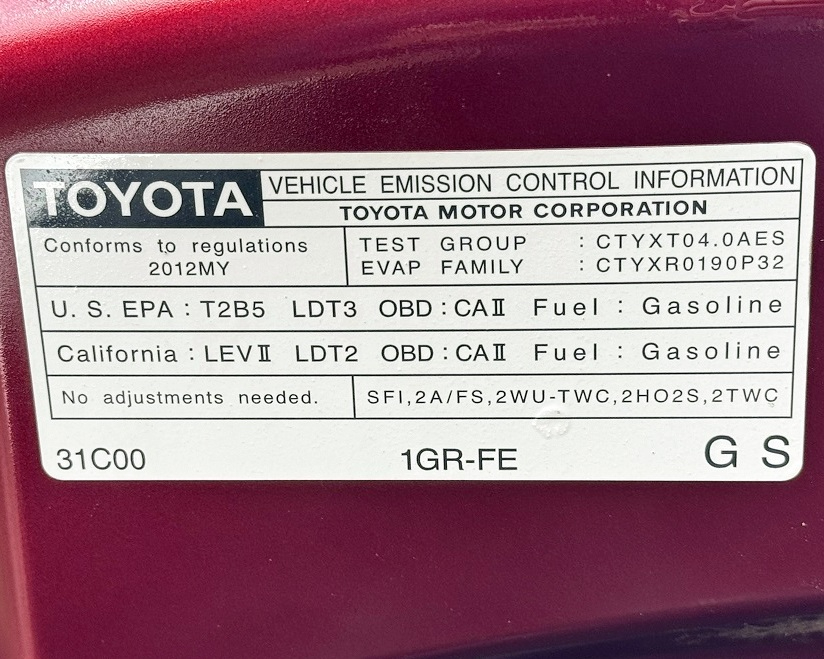 TOYOTA VEHICLE EMISSION CONTROL INFORMATION
TOYOTA MOTOR CORPORATION
Conforms to regulations
2012MY
TEST GROUP : CTYXT04.0AES
EVAP FAMILY : CTYXR0190P32
U. S. EPA : T2B5 LDT3 OBD : CAII Fuel : Gasoline
California : LEVII LDT2 OBD : CAII Fuel : Gasoline
No adjustments needed.
SFI,2A/FS,2WU-TWC,2HO2S,2TWC
31C00 1GR-FE G S